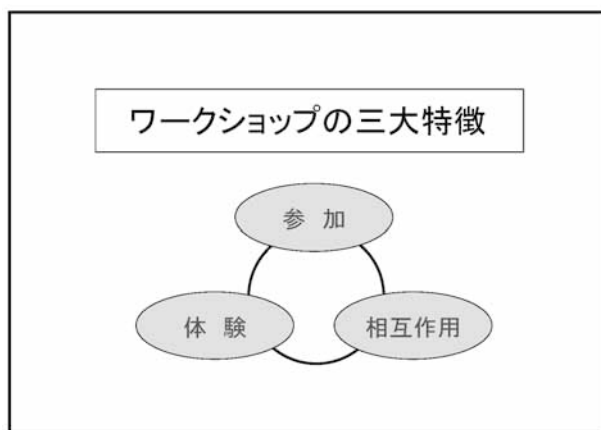 ワークショップの三大特徴
参 加
体 験
相互作用